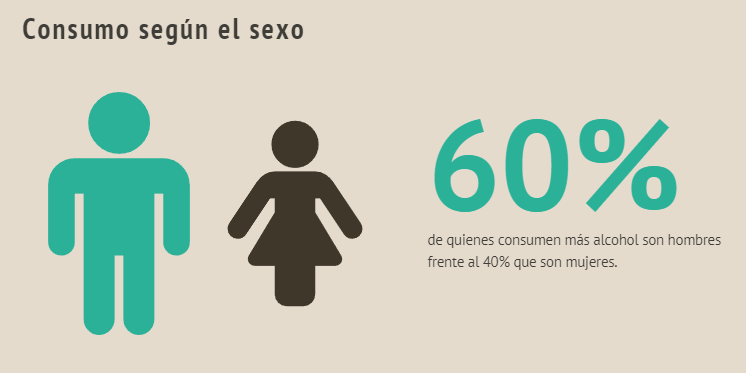 Consumo según el sexo
60%
de quienes consumen más alcohol son hombres
frente al 40% que son mujeres.